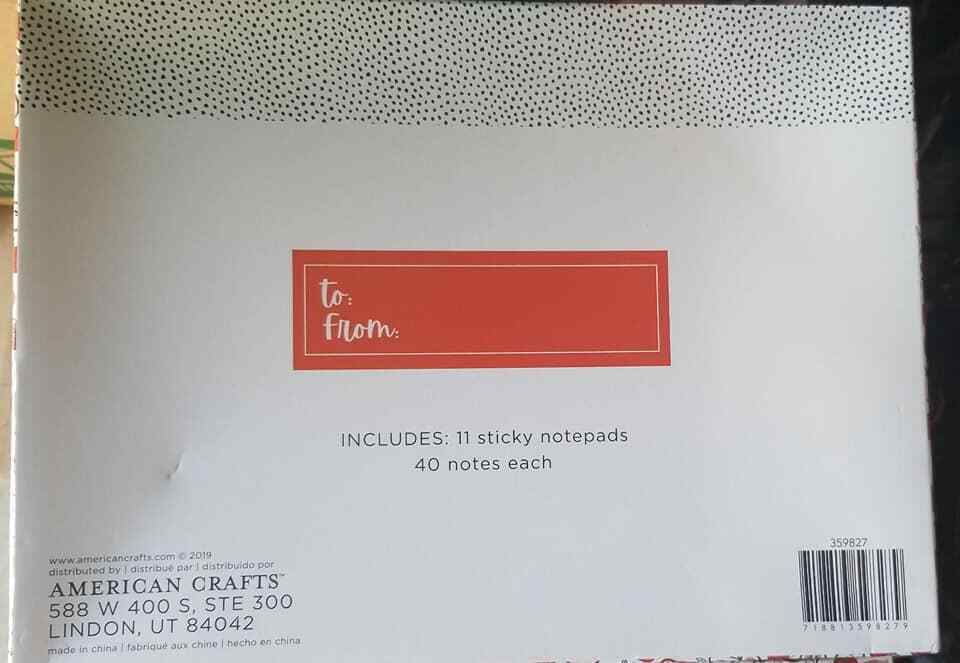 to:
from:
INCLUDES: 11 sticky notepads
40 notes each
www.americancrafts.com © 2019
distributed by | distribué par | distribuido por
AMERICAN CRAFTS™
588 W 400 S, STE 300
LINDON, UT 84042
made in china | fabriqué aux chine | hecho en china
359827
718813598279